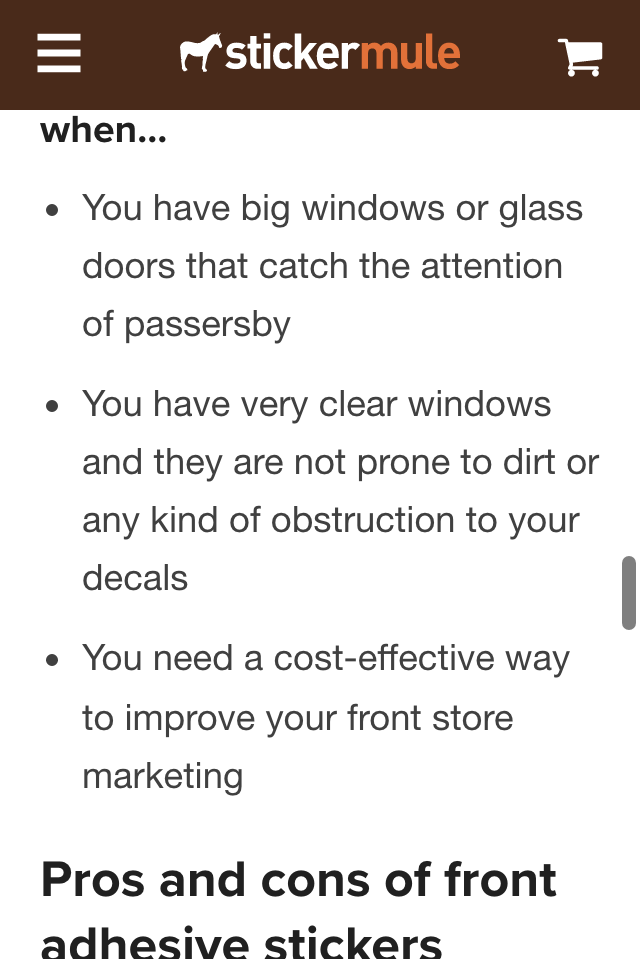 stickermule
when...
• You have big windows or glass
doors that catch the attention
of passersby
• You have very clear windows
and they are not prone to dirt or
any kind of obstruction to your
decals
• You need a cost-effective way
to improve your front store
marketing
Pros and cons of front
adhesive stickers